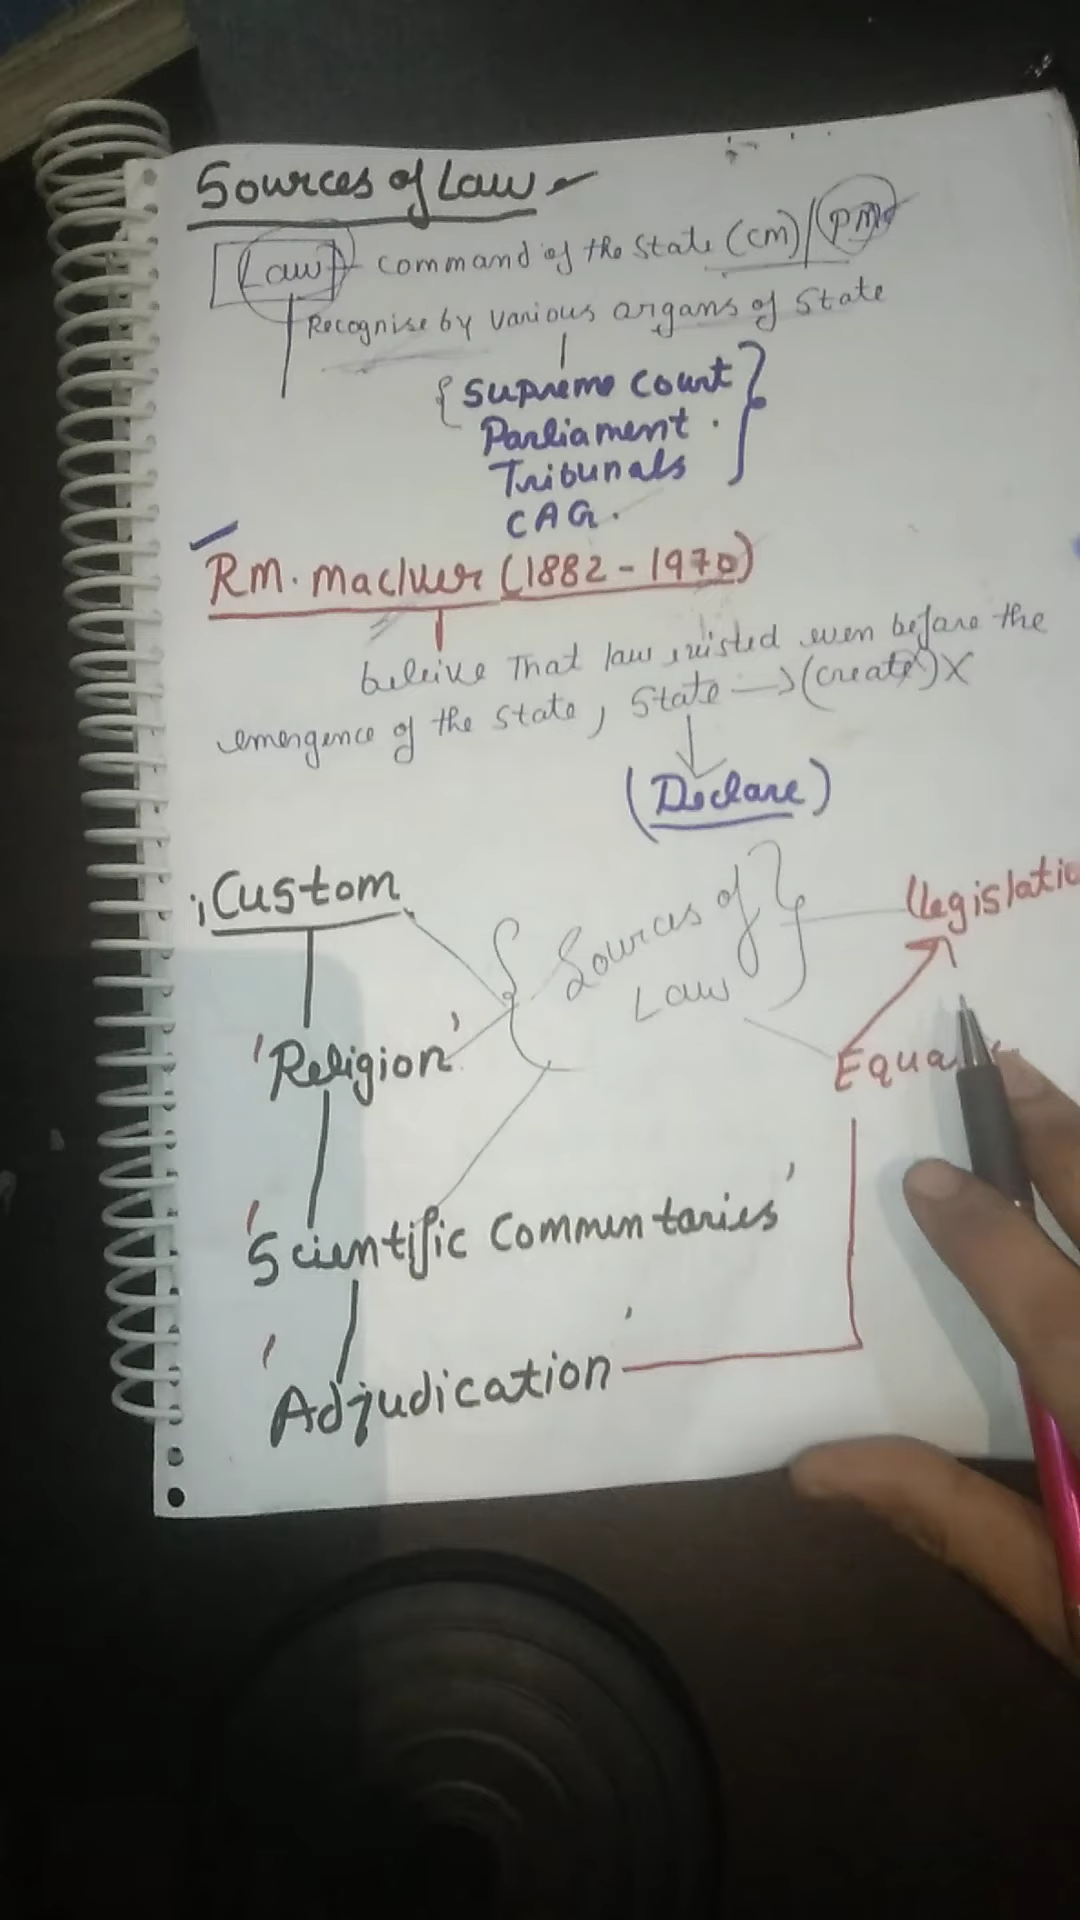 Sources of Law
Law - command of the State (CM)/(PM)
Recognise by various organs of State
{Supreme Court}
Parliament.
Tribunals
CAG.
RM. MacIver (1882-1970)
beleive That law existed even before the
emergence of the state, State → (create) X
(Declare)
Custom
{Sources of}
Law
Llegislatio
'Religion'
Equa
'Scientific Commentaries'
'Adjudication'